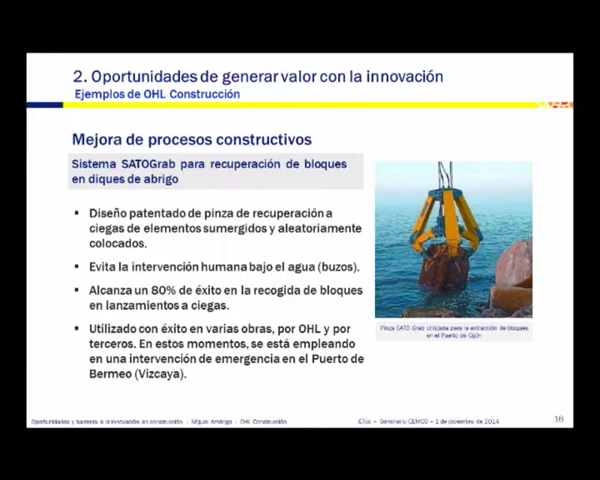 2. Oportunidades de generar valor con la innovación
Ejemplos de OHL Construcción
Mejora de procesos constructivos
Sistema SATOGrab para recuperación de bloques
en diques de abrigo
▪ Diseño patentado de pinza de recuperación a
ciegas de elementos sumergidos y aleatoriamente
colocados.
▪ Evita la intervención humana bajo el agua (buzos).
▪ Alcanza un 80% de éxito en la recogida de bloques
en lanzamientos a ciegas.
▪ Utilizado con éxito en varias obras, por OHL y por
terceros. En estos momentos, se está empleando
en una intervención de emergencia en el Puerto de
Bermeo (Vizcaya).
Pinza SATO Grab utilizada para la extracción de bloques
en el Puerto de Gijón
Oportunidades y barreras a la innovación en construcción - Miguel Amérigo - OHL Construcción
IETcc – Seminario CEMCO – 1 de diciembre de 2014
16